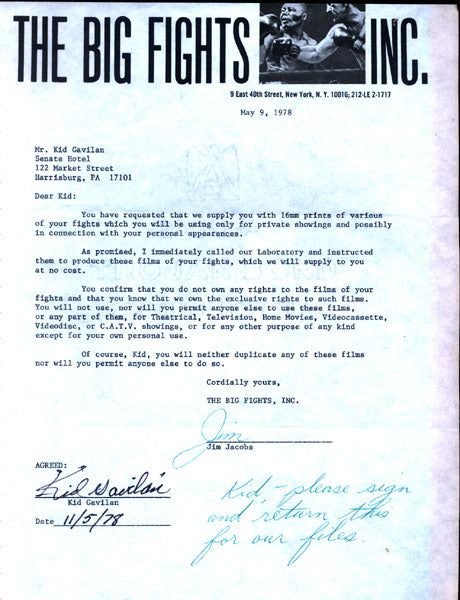 THE BIG FIGHTS INC.
9 East 40th Street, New York, N. Y. 10016; 212-LE 2-1717
May 9, 1978
Mr. Kid Gavilan
Senate Hotel
122 Market Street
Harrisburg, PA 17101
Dear Kid:
You have requested that we supply you with 16mm prints of various
of your fights which you will be using only for private showings and possibly
in connection with your personal appearances.
As promised, I immediately called our Laboratory and instructed
them to produce these films of your fights, which we will supply to you
at no cost.
You confirm that you do not own any rights to the films of your
fights and that you know that we own the exclusive rights to such films.
You will not use, nor will you permit anyone else to use these films,
or any part of them, for Theatrical, Television, Home Movies, Videocassette,
Videodisc, or C.A.T.V. showings, or for any other purpose of any kind
except for your own personal use.
Of course, Kid, you will neither duplicate any of these films
nor will you permit anyone else to do so.
Cordially yours,
THE BIG FIGHTS, INC.
Jim
Jim Jacobs
AGREED:
Kid Gavilan
Kid Gavilan
Date 11/5/78
Kid, - please sign
and return this
for our files.